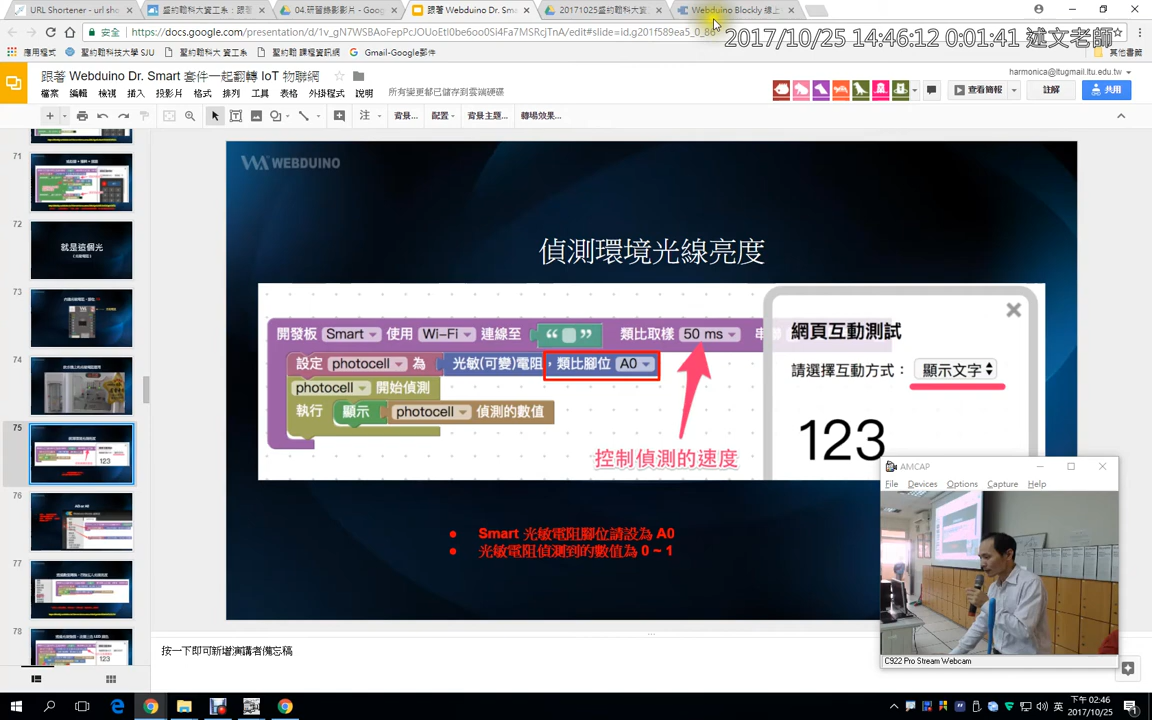 URL Shortener - url sho
盛約翰科大資工系：跟著
04.研習錄影影片 - Goog
跟著 Webduino Dr. Sma
20171025盛約翰科大資工
Webduino Blockly 線上
安全
https://docs.google.com/presentation/d/1v_gN7WSBAoFepPcJOuOEtl0be6oo0Sl4Fa7MSRcjTnA/edit#slide=id.g201f589ea5_0_86
2017/10/25 14:46:12 0:01:41 述文老師
應用程式
聖約翰科技大學 SJU
聖約翰科大 資工系
聖約翰 課程資訊網
Gmail-Google郵件
其他書籤
跟著 Webduino Dr. Smart 套件一起翻轉 IoT 物聯網
harmonica@itugmail.ltu.edu.tw
檔案 編輯 檢視 插入 投影片 格式 排列 工具 表格 外掛程式 說明
所有變更都已儲存到雲端硬碟
查看簡報
註解
共用
注
背景...
配置
背景主題...
轉場效果...
71
72
就是這個光
73
74
75
76
77
78
WEBDUINO
偵測環境光線亮度
開發板 Smart 使用 Wi-Fi 連線至 “ ” 類比取樣 50 ms 串
設定 photocell 為 光敏(可變)電阻，類比腳位 A0
photocell 開始偵測
執行 顯示 photocell 偵測的數值
控制偵測的速度
網頁互動測試
請選擇互動方式： 顯示文字
123
● Smart 光敏電阻腳位請設為 A0
● 光敏電阻偵測到的數值為 0 ~ 1
AMCAP
File Devices Options Capture Help
C922 Pro Stream Webcam
按一下即可新增演講者備忘稿
英
下午 02:46
2017/10/25
1